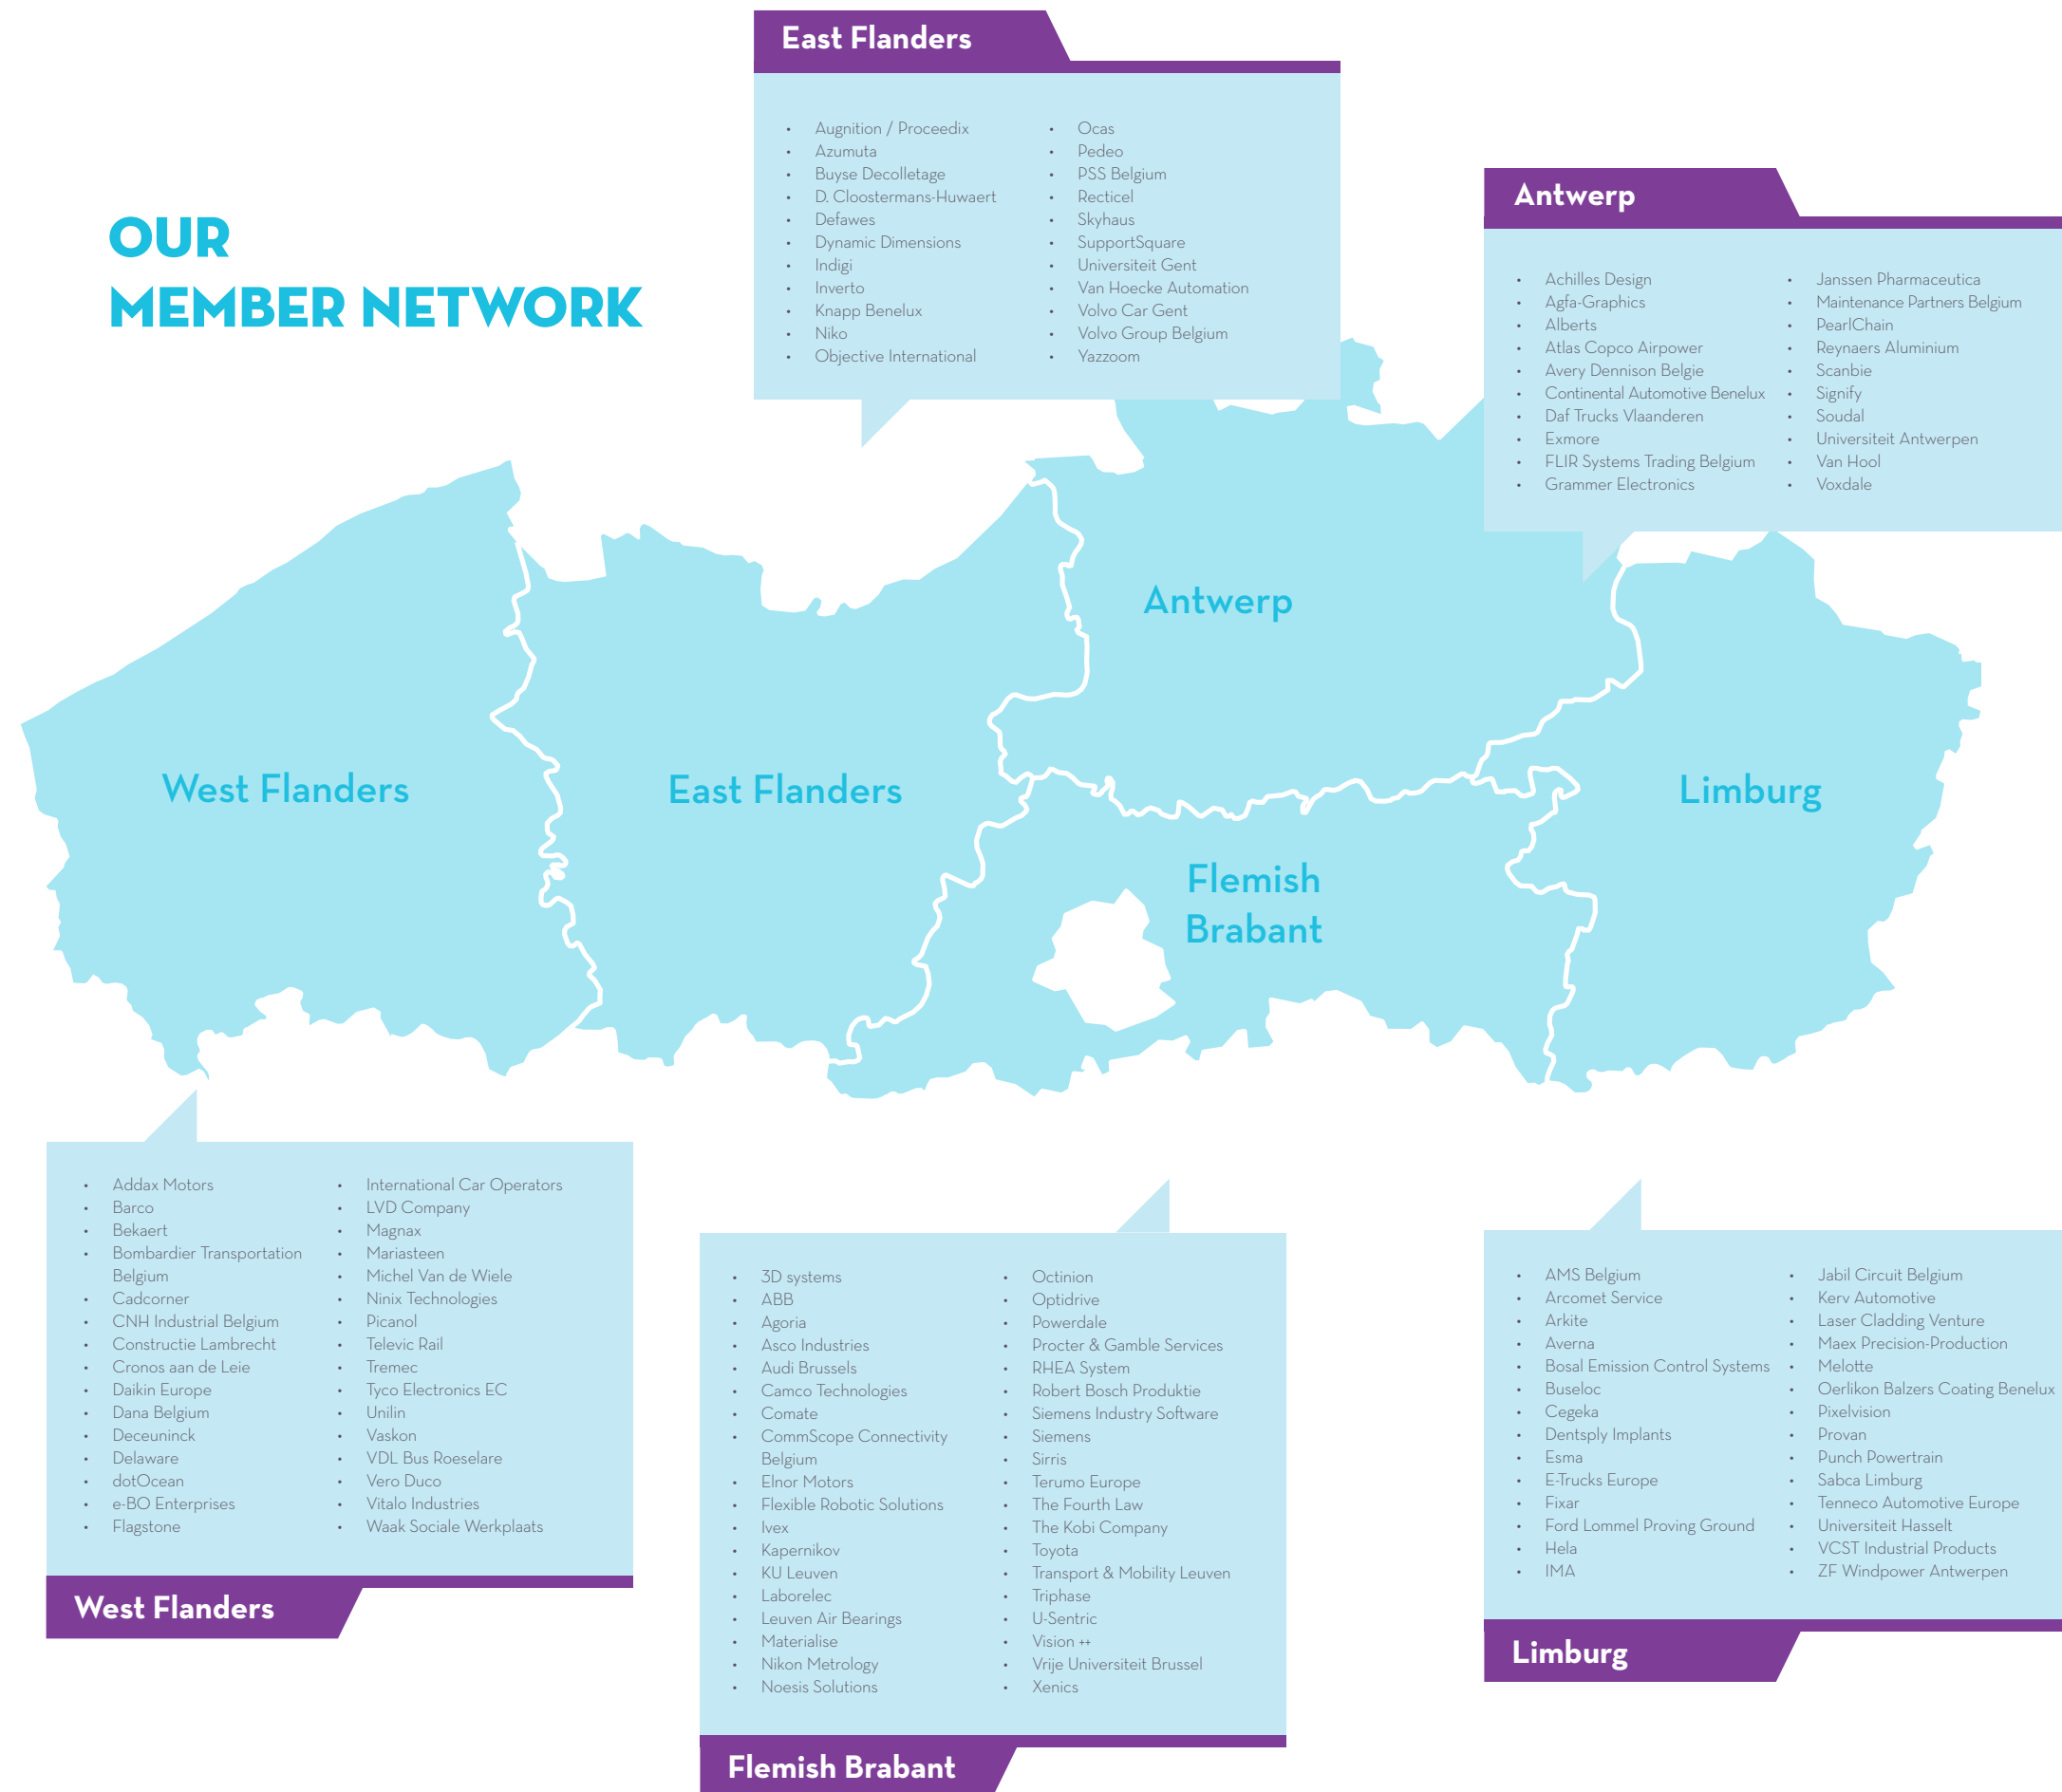 OUR
MEMBER NETWORK
East Flanders
• Augnition / Proceedix
• Azumuta
• Buyse Decolletage
• D. Cloostermans-Huwaert
• Defawes
• Dynamic Dimensions
• Indigi
• Inverto
• Knapp Benelux
• Niko
• Objective International
• Ocas
• Pedeo
• PSS Belgium
• Recticel
• Skyhaus
• SupportSquare
• Universiteit Gent
• Van Hoecke Automation
• Volvo Car Gent
• Volvo Group Belgium
• Yazzoom
Antwerp
• Achilles Design
• Agfa-Graphics
• Alberts
• Atlas Copco Airpower
• Avery Dennison Belgie
• Continental Automotive Benelux
• Daf Trucks Vlaanderen
• Exmore
• FLIR Systems Trading Belgium
• Grammer Electronics
• Janssen Pharmaceutica
• Maintenance Partners Belgium
• PearlChain
• Reynaers Aluminium
• Scanbie
• Signify
• Soudal
• Universiteit Antwerpen
• Van Hool
• Voxdale
Antwerp
West Flanders
East Flanders
Limburg
Flemish
Brabant
• Addax Motors
• Barco
• Bekaert
• Bombardier Transportation
Belgium
• Cadcorner
• CNH Industrial Belgium
• Constructie Lambrecht
• Cronos aan de Leie
• Daikin Europe
• Dana Belgium
• Deceuninck
• Delaware
• dotOcean
• e-BO Enterprises
• Flagstone
• International Car Operators
• LVD Company
• Magnax
• Mariasteen
• Michel Van de Wiele
• Ninix Technologies
• Picanol
• Televic Rail
• Tremec
• Tyco Electronics EC
• Unilin
• Vaskon
• VDL Bus Roeselare
• Vero Duco
• Vitalo Industries
• Waak Sociale Werkplaats
West Flanders
• 3D systems
• ABB
• Agoria
• Asco Industries
• Audi Brussels
• Camco Technologies
• Comate
• CommScope Connectivity
Belgium
• Elnor Motors
• Flexible Robotic Solutions
• Ivex
• Kapernikov
• KU Leuven
• Laborelec
• Leuven Air Bearings
• Materialise
• Nikon Metrology
• Noesis Solutions
• Octinion
• Optidrive
• Powerdale
• Procter & Gamble Services
• RHEA System
• Robert Bosch Produktie
• Siemens Industry Software
• Siemens
• Sirris
• Terumo Europe
• The Fourth Law
• The Kobi Company
• Toyota
• Transport & Mobility Leuven
• Triphase
• U-Sentric
• Vision ++
• Vrije Universiteit Brussel
• Xenics
Flemish Brabant
• AMS Belgium
• Arcomet Service
• Arkite
• Averna
• Bosal Emission Control Systems
• Buseloc
• Cegeka
• Dentsply Implants
• Esma
• E-Trucks Europe
• Fixar
• Ford Lommel Proving Ground
• Hela
• IMA
• Jabil Circuit Belgium
• Kerv Automotive
• Laser Cladding Venture
• Maex Precision-Production
• Melotte
• Oerlikon Balzers Coating Benelux
• Pixelvision
• Provan
• Punch Powertrain
• Sabca Limburg
• Tenneco Automotive Europe
• Universiteit Hasselt
• VCST Industrial Products
• ZF Windpower Antwerpen
Limburg